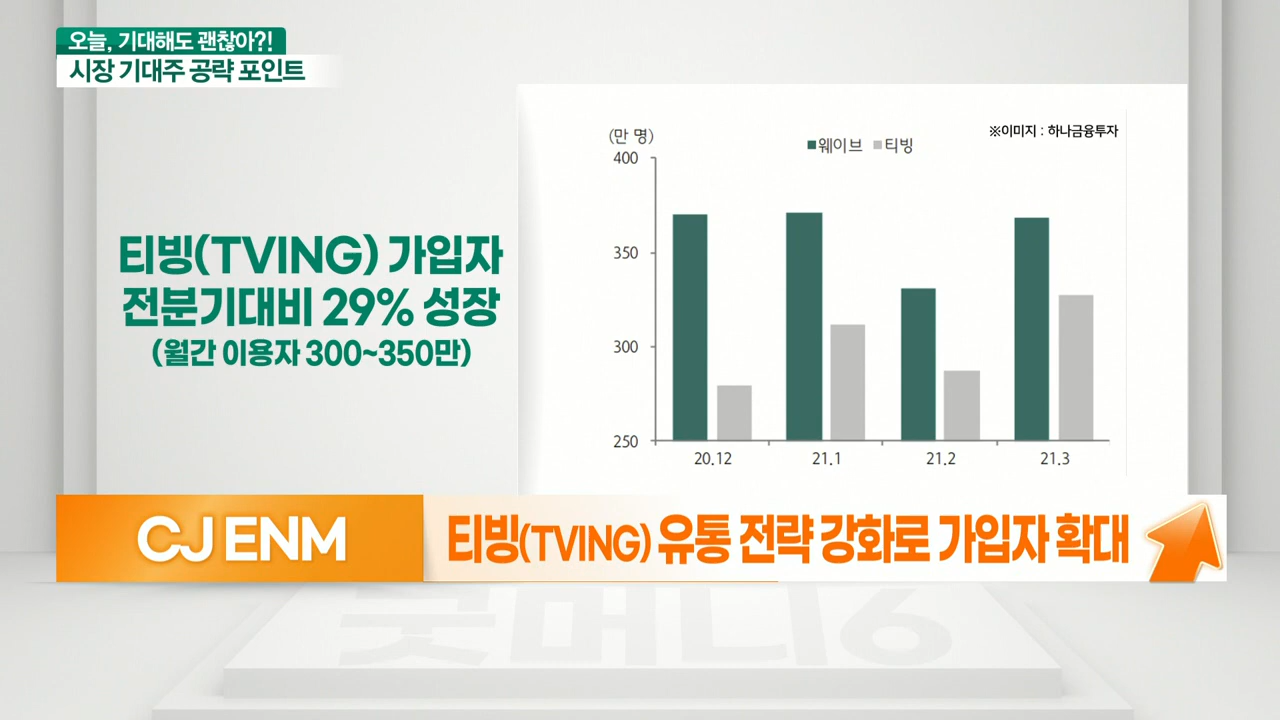 오늘, 기대해도 괜찮아?!
시장 기대주 공략 포인트
티빙(TVING) 가입자
전분기대비 29% 성장
(월간 이용자 300~350만)
(만 명)
※이미지 : 하나금융투자
웨이브 티빙
400
350
300
250
20.12 21.1 21.2 21.3
CJ ENM
티빙(TVING) 유통 전략 강화로 가입자 확대
굿머니6